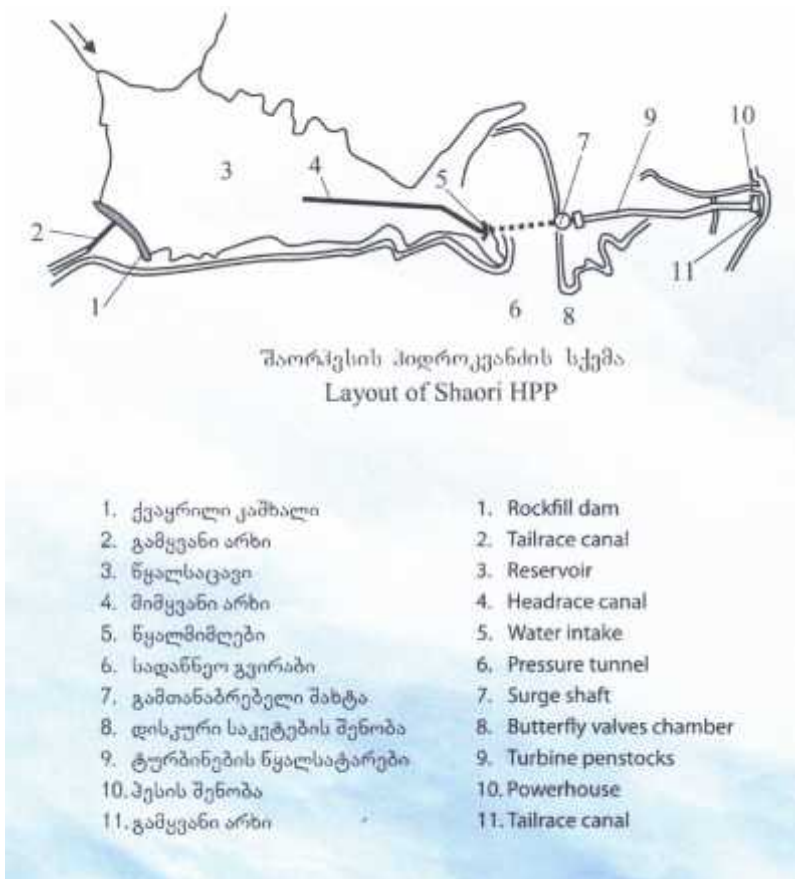 10
9
7
3
4
5
2
11
1
6
8
შაორჰესის ჰიდროკვანძის სქემა
Layout of Shaori HPP
1. ქვაყრილი კაშხალი
2. გამყვანი არხი
3. წყალსაცავი
4. მიმყვანი არხი
5. წყალმიმღები
6. სადაწნეო გვირაბი
7. გამთანაბრებელი შახტა
8. დისკური საკეტების შენობა
9. ტურბინების წყალსატარები
10. ჰესის შენობა
11. გამყვანი არხი
1. Rockfill dam
2. Tailrace canal
3. Reservoir
4. Headrace canal
5. Water intake
6. Pressure tunnel
7. Surge shaft
8. Butterfly valves chamber
9. Turbine penstocks
10. Powerhouse
11. Tailrace canal